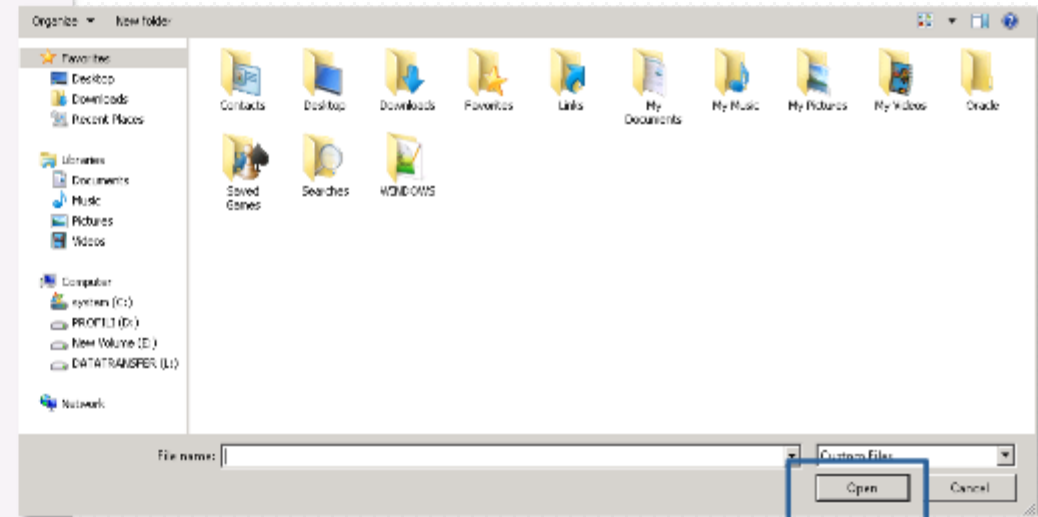 Organize New folder
Favorites
Desktop
Downloads
Recent Places
Libraries
Documents
Music
Pictures
Videos
Computer
system (C:)
PROFILI (D:)
New Volume (E:)
DATATRANSFER (L:)
Network
Contacts Desktop Downloads Favorites Links My Documents My Music My Pictures My Videos Oracle
Saved Games Searches WINDOWS
File name: Custom Files
Open Cancel